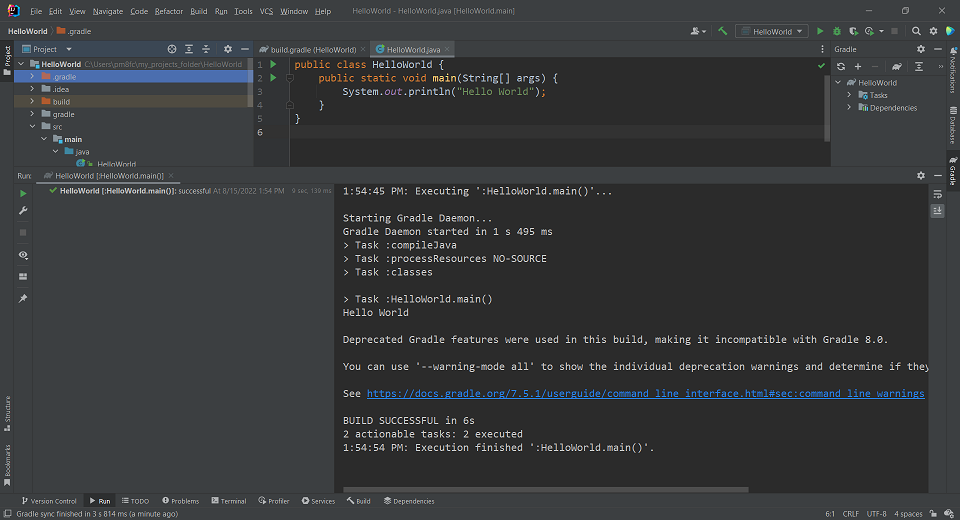 File Edit View Navigate Code Refactor Build Run Tools VCS Window Help HelloWorld - HelloWorld.java [HelloWorld.main]
HelloWorld .gradle HelloWorld
Project build.gradle (HelloWorld) HelloWorld.java Gradle
Project
HelloWorld C:\Users\pm8fc\my_projects_folder\HelloWorld
.gradle
.idea
build
gradle
src
main
java
HelloWorld
1 public class HelloWorld {
2 public static void main(String[] args) {
3 System.out.println("Hello World");
4 }
5 }
6
HelloWorld
Tasks
Dependencies
Notifications
Database
Gradle
Run: HelloWorld [:HelloWorld.main()]
HelloWorld [:HelloWorld.main()]: successful At 8/15/2022 1:54 PM 9 sec, 139 ms
1:54:45 PM: Executing ':HelloWorld.main()'...
Starting Gradle Daemon...
Gradle Daemon started in 1 s 495 ms
> Task :compileJava
> Task :processResources NO-SOURCE
> Task :classes
> Task :HelloWorld.main()
Hello World
Deprecated Gradle features were used in this build, making it incompatible with Gradle 8.0.
You can use '--warning-mode all' to show the individual deprecation warnings and determine if they
See https://docs.gradle.org/7.5.1/userguide/command_line_interface.html#sec:command_line_warnings
BUILD SUCCESSFUL in 6s
2 actionable tasks: 2 executed
1:54:54 PM: Execution finished ':HelloWorld.main()'.
Structure
Bookmarks
Version Control Run TODO Problems Terminal Profiler Services Build Dependencies
Gradle sync finished in 3 s 814 ms (a minute ago) 6:1 CRLF UTF-8 4 spaces